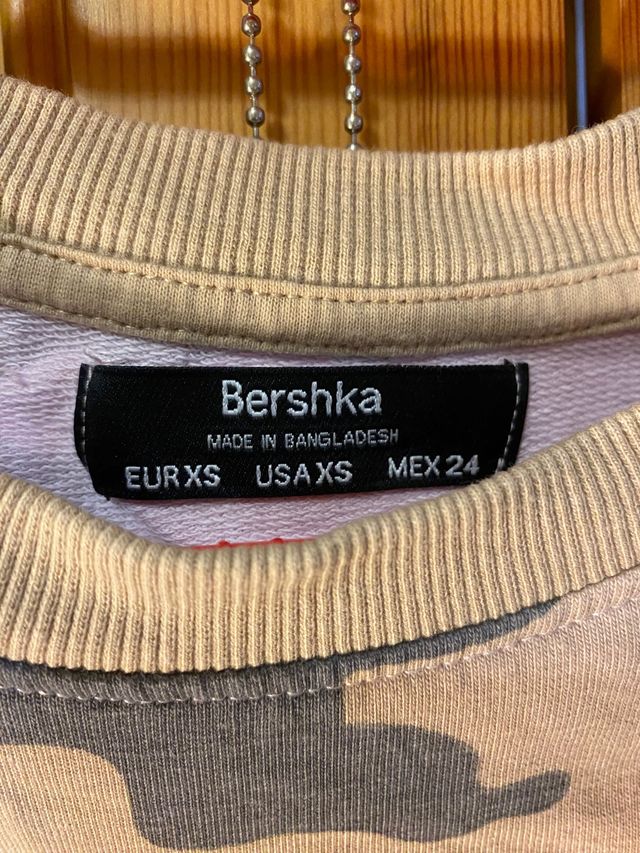 Bershka
MADE IN BANGLADESH
EUR XS USA XS MEX 24